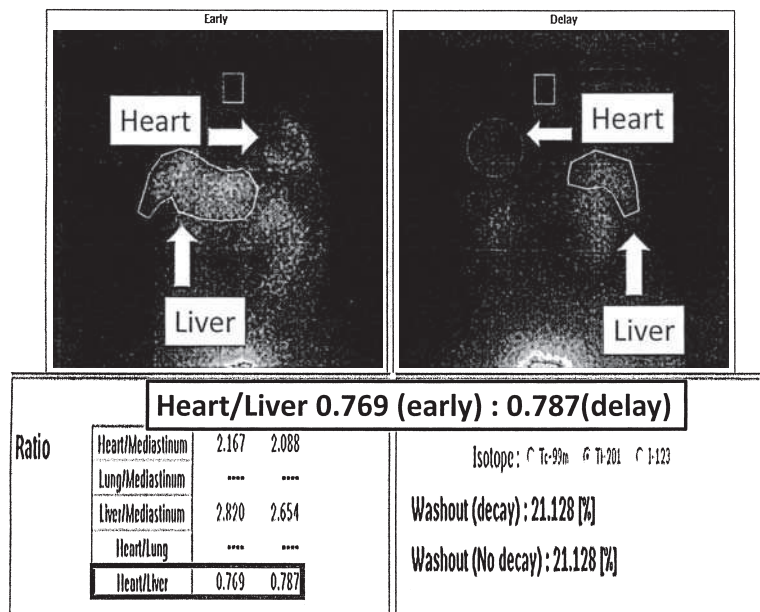 Early
Delay
Heart
Heart
Liver
Liver
Heart/Liver 0.769 (early) : 0.787(delay)
Ratio
Heart/Mediastinum 2.167 2.088
Lung/Mediastinum **** ****
Liver/Mediastinum 2.820 2.654
Heart/Lung **** ****
Heart/Liver 0.769 0.787
Isotope : Tc-99m Tl-201 I-123
Washout (decay) : 21.128 [%]
Washout (No decay) : 21.128 [%]